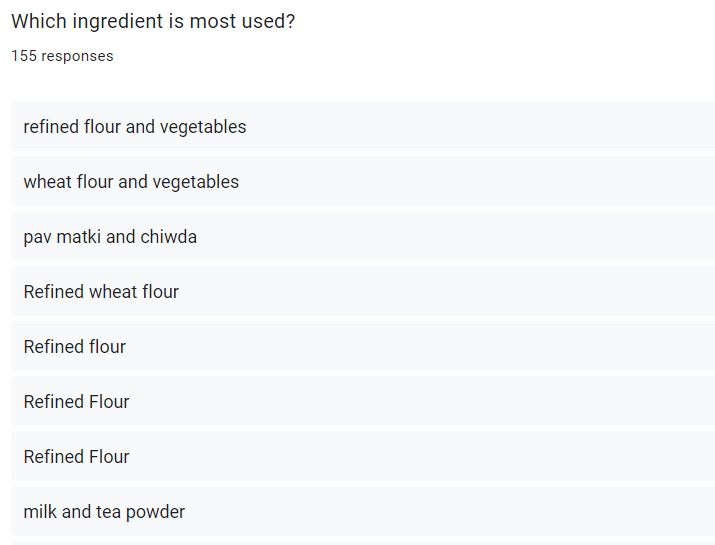 Which ingredient is most used?
155 responses
refined flour and vegetables
wheat flour and vegetables
pav matki and chiwda
Refined wheat flour
Refined flour
Refined Flour
Refined Flour
milk and tea powder